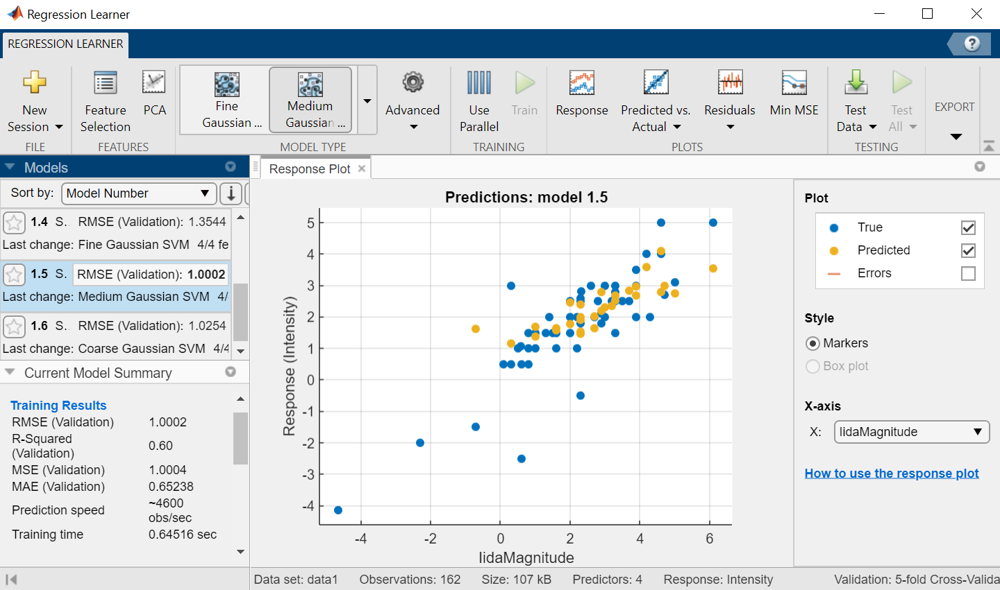 Regression Learner
REGRESSION LEARNER
?
New
Session
Feature
Selection
PCA
Fine
Gaussian ...
Medium
Gaussian ...
Advanced
Use
Parallel
Train
Response
Predicted vs.
Actual
Residuals
Min MSE
Test
Data
Test
All
EXPORT
FILE
FEATURES
MODEL TYPE
TRAINING
PLOTS
TESTING
Models
Sort by: Model Number
1.4 S.. RMSE (Validation): 1.3544
Last change: Fine Gaussian SVM 4/4 fe
1.5 S. RMSE (Validation): 1.0002
Last change: Medium Gaussian SVM 4/
1.6 S.. RMSE (Validation): 1.0254
Last change: Coarse Gaussian SVM 4/4
Current Model Summary
Training Results
RMSE (Validation) 1.0002
R-Squared
(Validation) 0.60
MSE (Validation) 1.0004
MAE (Validation) 0.65238
Prediction speed ~4600
obs/sec
Training time 0.64516 sec
Response Plot
Predictions: model 1.5
Response (Intensity)
5
4
3
2
1
0
-1
-2
-3
-4
-4 -2 0 2 4 6
IidaMagnitude
Plot
True
Predicted
Errors
Style
Markers
Box plot
X-axis
X: IidaMagnitude
How to use the response plot
Data set: data1 Observations: 162 Size: 107 kB Predictors: 4 Response: Intensity Validation: 5-fold Cross-Valida